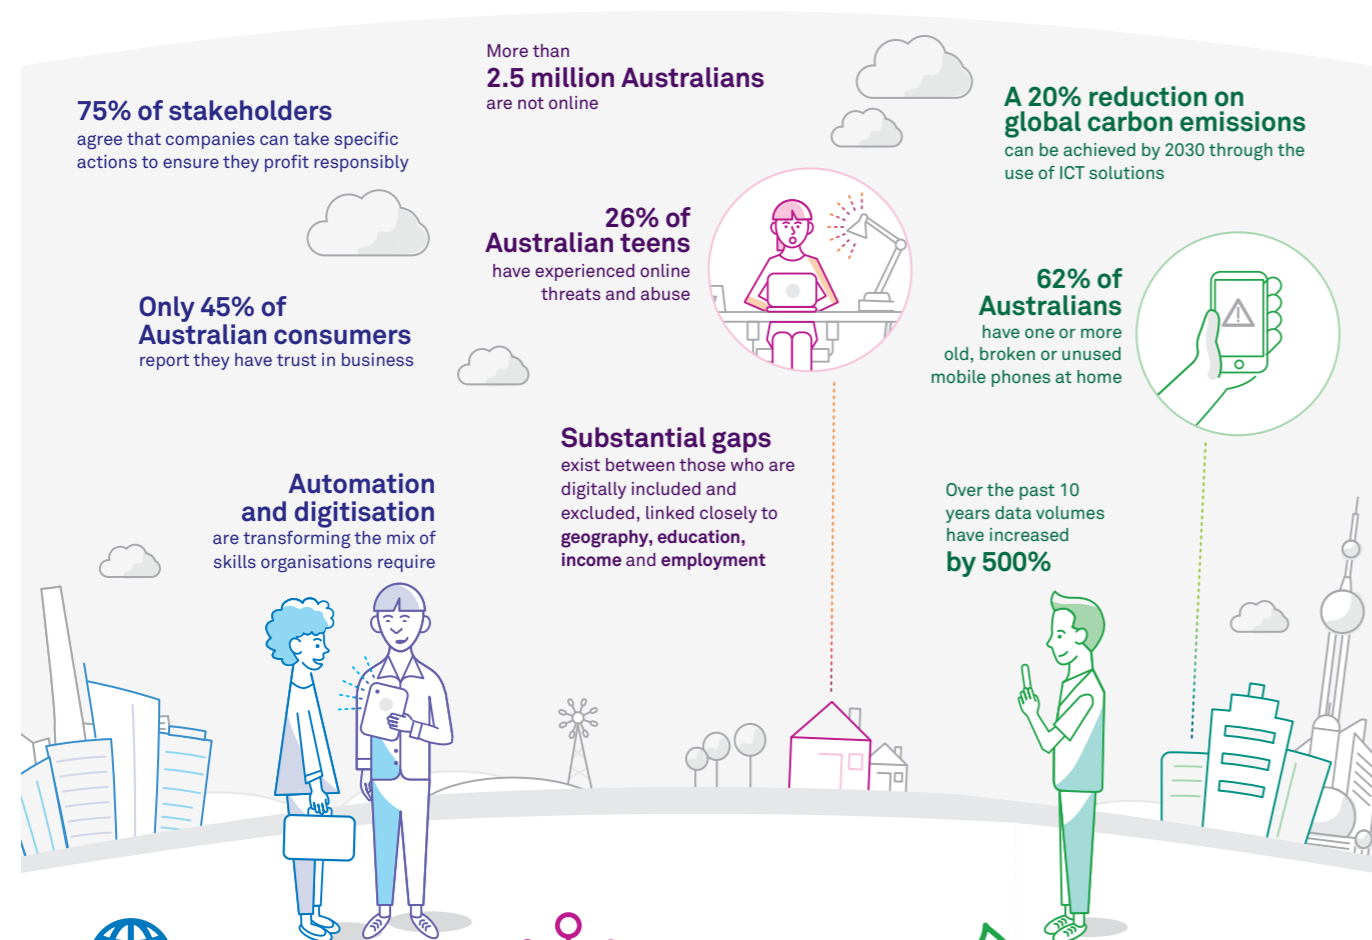 75% of stakeholders
agree that companies can take specific
actions to ensure they profit responsibly
Only 45% of
Australian consumers
report they have trust in business
Automation
and digitisation
are transforming the mix of
skills organisations require
More than
2.5 million Australians
are not online
26% of
Australian teens
have experienced online
threats and abuse
Substantial gaps
exist between those who are
digitally included and
excluded, linked closely to
geography, education,
income and employment
A 20% reduction on
global carbon emissions
can be achieved by 2030 through the
use of ICT solutions
62% of
Australians
have one or more
old, broken or unused
mobile phones at home
Over the past 10
years data volumes
have increased
by 500%